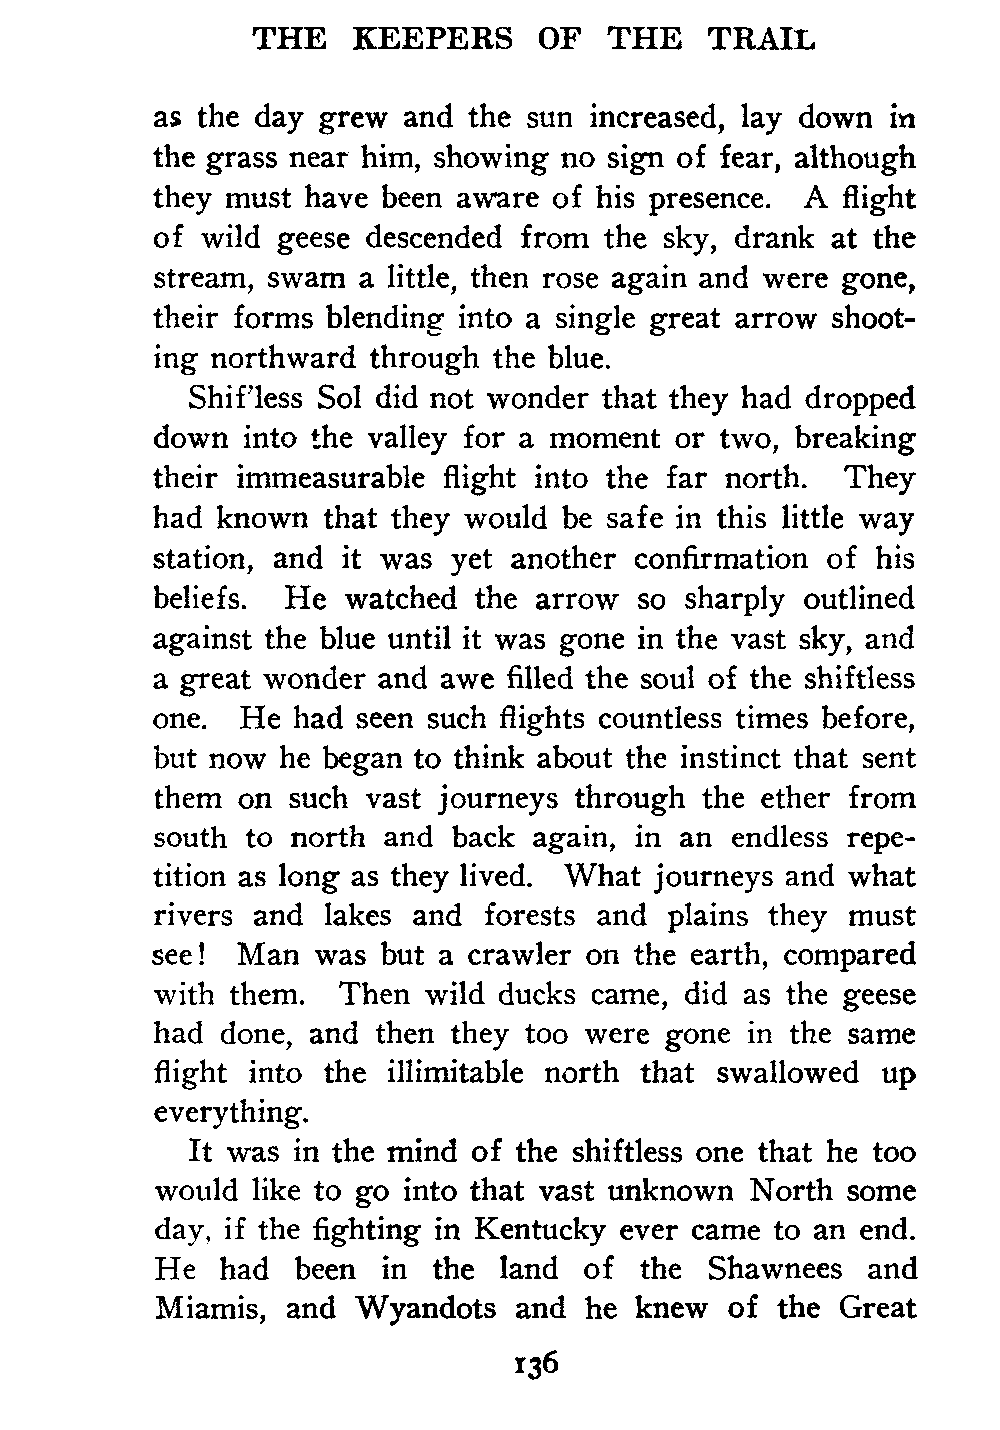 THE KEEPERS OF THE TRAIL
as the day grew and the sun increased, lay down in
the grass near him, showing no sign of fear, although
they must have been aware of his presence. A flight
of wild geese descended from the sky, drank at the
stream, swam a little, then rose again and were gone,
their forms blending into a single great arrow shoot-
ing northward through the blue.
Shif'less Sol did not wonder that they had dropped
down into the valley for a moment or two, breaking
their immeasurable flight into the far north. They
had known that they would be safe in this little way
station, and it was yet another confirmation of his
beliefs. He watched the arrow so sharply outlined
against the blue until it was gone in the vast sky, and
a great wonder and awe filled the soul of the shiftless
one. He had seen such flights countless times before,
but now he began to think about the instinct that sent
them on such vast journeys through the ether from
south to north and back again, in an endless repe-
tition as long as they lived. What journeys and what
rivers and lakes and forests and plains they must
see! Man was but a crawler on the earth, compared
with them. Then wild ducks came, did as the geese
had done, and then they too were gone in the same
flight into the illimitable north that swallowed up
everything.
It was in the mind of the shiftless one that he too
would like to go into that vast unknown North some
day, if the fighting in Kentucky ever came to an end.
He had been in the land of the Shawnees and
Miamis, and Wyandots and he knew of the Great
136